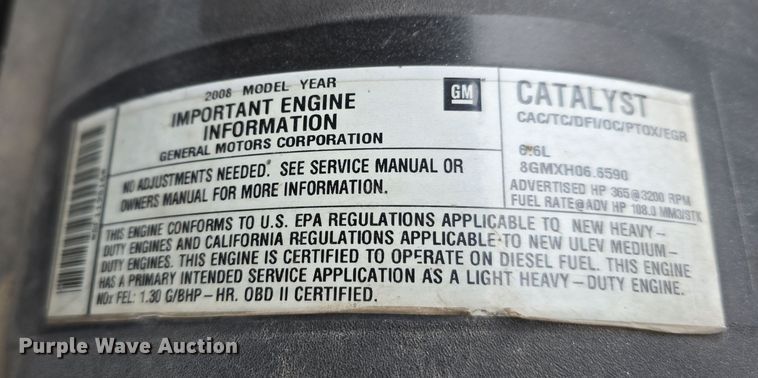 2008 MODEL YEAR
IMPORTANT ENGINE
INFORMATION
GENERAL MOTORS CORPORATION
GM
NO ADJUSTMENTS NEEDED. SEE SERVICE MANUAL OR
OWNERS MANUAL FOR MORE INFORMATION.
CATALYST
CAC/TC/DFI/OC/PTOX/EGR
6.6L
8GMXH06.6590
ADVERTISED HP 365@3200 RPM
FUEL RATE@ADV HP 108.0 MM3/STK
THIS ENGINE CONFORMS TO U.S. EPA REGULATIONS APPLICABLE TO NEW HEAVY-
DUTY ENGINES AND CALIFORNIA REGULATIONS APPLICABLE TO NEW ULEV MEDIUM-
DUTY ENGINES. THIS ENGINE IS CERTIFIED TO OPERATE ON DIESEL FUEL. THIS ENGINE
HAS A PRIMARY INTENDED SERVICE APPLICATION AS A LIGHT HEAVY-DUTY ENGINE.
NOx FEL: 1.30 G/BHP-HR. OBD II CERTIFIED.
Purple Wave Auction